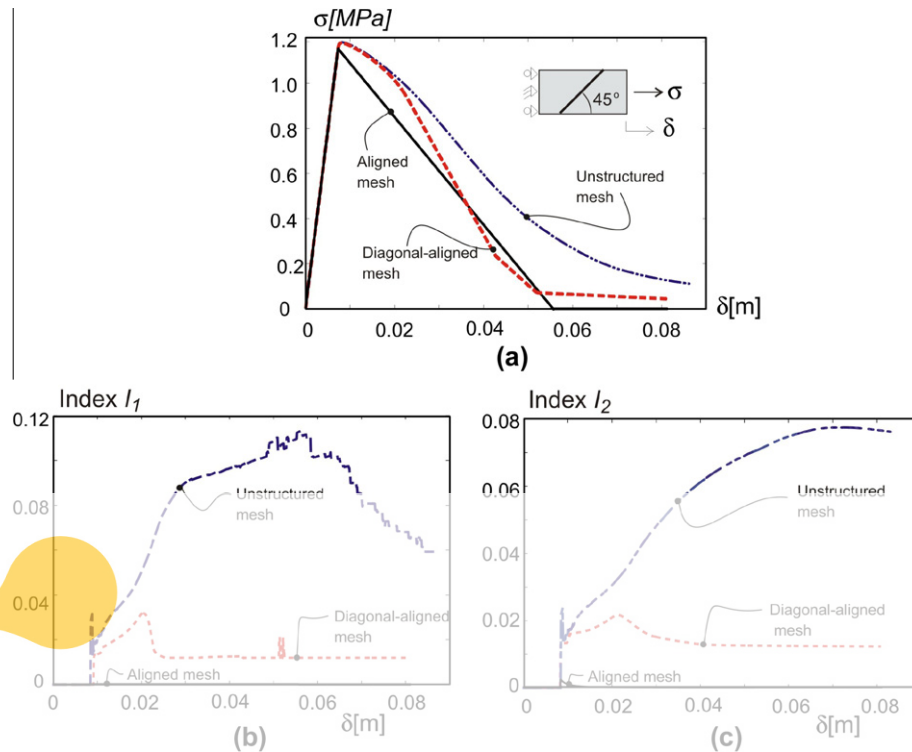 σ[MPa]
1.2
1.0
0.8
0.6
0.4
0.2
0
Aligned
mesh
Diagonal-aligned
mesh
Unstructured
mesh
45°
σ
δ
0
0.02
0.04
0.06
0.08
δ[m]
(a)
Index I1
0.12
0.08
0.04
0
Unstructured
mesh
Diagonal-aligned
mesh
Aligned mesh
0
0.02
0.04
0.06
0.08
δ[m]
(b)
Index I2
0.08
0.06
0.04
0.02
0
Unstructured
mesh
Diagonal-aligned
mesh
Aligned mesh
0
0.02
0.04
0.06
0.08
δ[m]
(c)